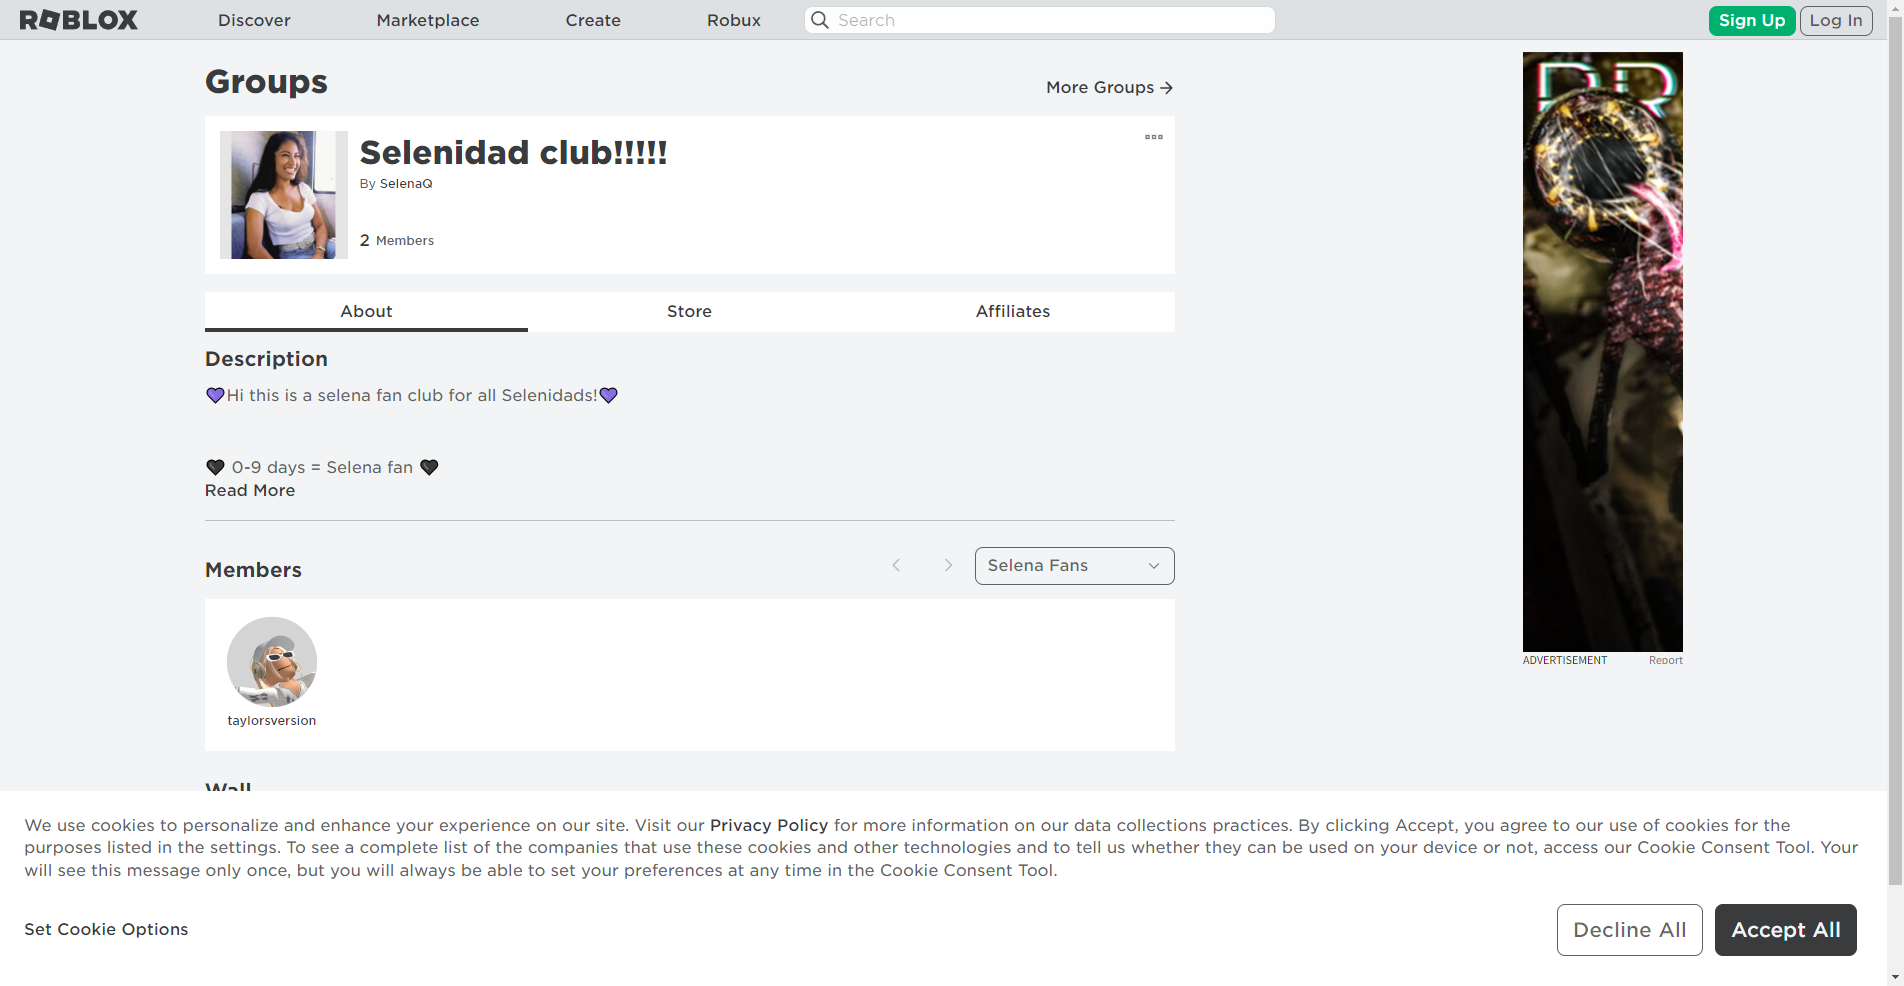 ROBLOX
Discover
Marketplace
Create
Robux
Search
Sign Up
Log In
Groups
More Groups
Selenidad club!!!!!
By SelenaQ
2 Members
About
Store
Affiliates
Description
💜Hi this is a selena fan club for all Selenidads!💜
🖤 0-9 days = Selena fan 🖤
Read More
Members
Selena Fans
taylorsversion
Wall
ADVERTISEMENT
Report
We use cookies to personalize and enhance your experience on our site. Visit our Privacy Policy for more information on our data collections practices. By clicking Accept, you agree to our use of cookies for the
purposes listed in the settings. To see a complete list of the companies that use these cookies and other technologies and to tell us whether they can be used on your device or not, access our Cookie Consent Tool. Your
will see this message only once, but you will always be able to set your preferences at any time in the Cookie Consent Tool.
Set Cookie Options
Decline All
Accept All